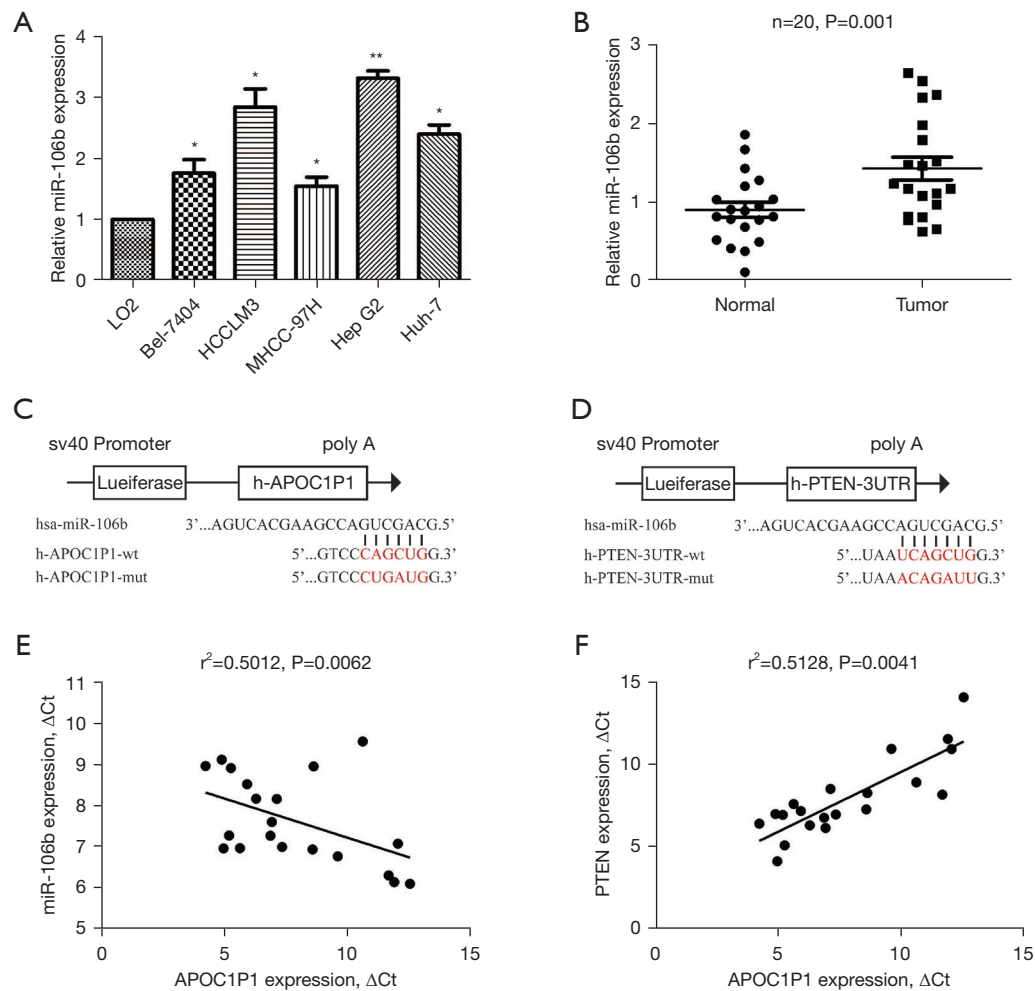 A
Relative miR-106b expression
4
3
2
1
0
*
*
*
**
*
LO2
Bel-7404
HCCLM3
MHCC-97H
Hep G2
Huh-7
B
n=20, P=0.001
Relative miR-106b expression
3
2
1
0
Normal
Tumor
C
sv40 Promoter poly A
Lueiferase h-APOC1P1
hsa-miR-106b 3’...AGUCACGAAGCCAGUCGACG.5’
h-APOC1P1-wt 5’...GTCCCAGCUGG.3’
h-APOC1P1-mut 5’...GTCCCUGAUGG.3’
D
sv40 Promoter poly A
Lueiferase h-PTEN-3UTR
hsa-miR-106b 3’...AGUCACGAAGCCAGUCGACG.5’
h-PTEN-3UTR-wt 5’...UAAUCAGCUGG.3’
h-PTEN-3UTR-mut 5’...UAAACAGAUUG.3’
E
r²=0.5012, P=0.0062
miR-106b expression, ΔCt
11
10
9
8
7
6
5
0 5 10 15
APOC1P1 expression, ΔCt
F
r²=0.5128, P=0.0041
PTEN expression, ΔCt
15
10
5
0
0 5 10 15
APOC1P1 expression, ΔCt